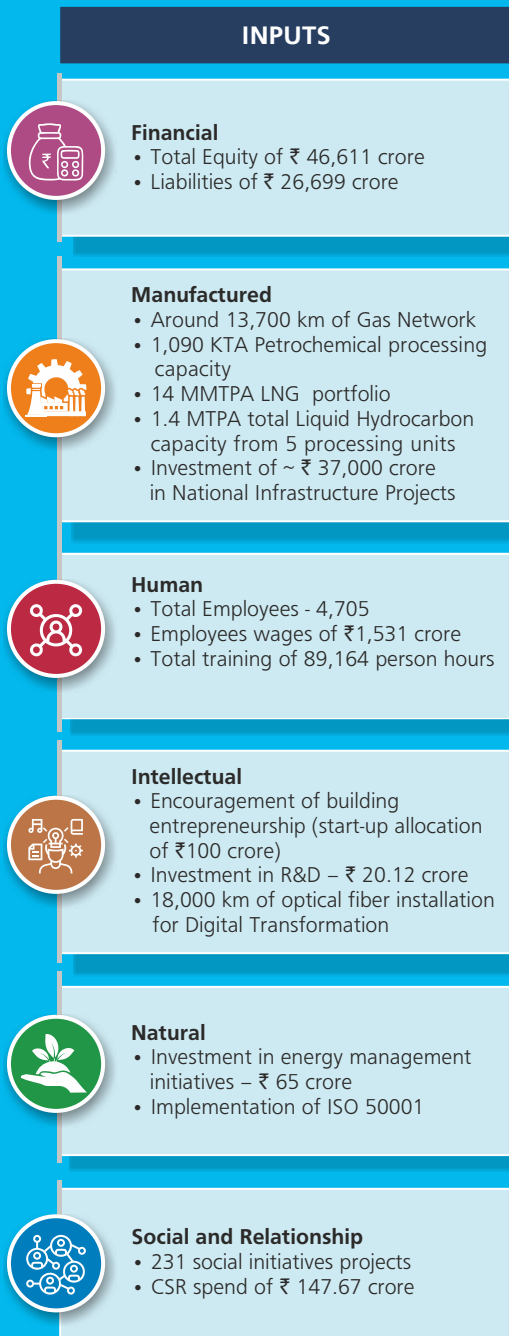 INPUTS
Financial
• Total Equity of ₹ 46,611 crore
• Liabilities of ₹ 26,699 crore
Manufactured
• Around 13,700 km of Gas Network
• 1,090 KTA Petrochemical processing
capacity
• 14 MMTPA LNG portfolio
• 1.4 MTPA total Liquid Hydrocarbon
capacity from 5 processing units
• Investment of ~ ₹ 37,000 crore
in National Infrastructure Projects
Human
• Total Employees - 4,705
• Employees wages of ₹1,531 crore
• Total training of 89,164 person hours
Intellectual
• Encouragement of building
entrepreneurship (start-up allocation
of ₹100 crore)
• Investment in R&D – ₹ 20.12 crore
• 18,000 km of optical fiber installation
for Digital Transformation
Natural
• Investment in energy management
initiatives – ₹ 65 crore
• Implementation of ISO 50001
Social and Relationship
• 231 social initiatives projects
• CSR spend of ₹ 147.67 crore